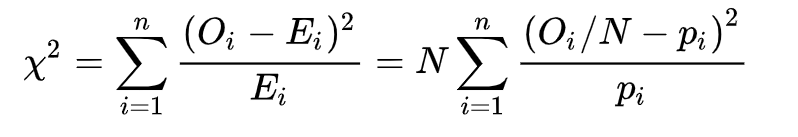 χ² = ∑_{i=1}^{n} (O_i − E_i)² / E_i = N ∑_{i=1}^{n} (O_i/N − p_i)² / p_i